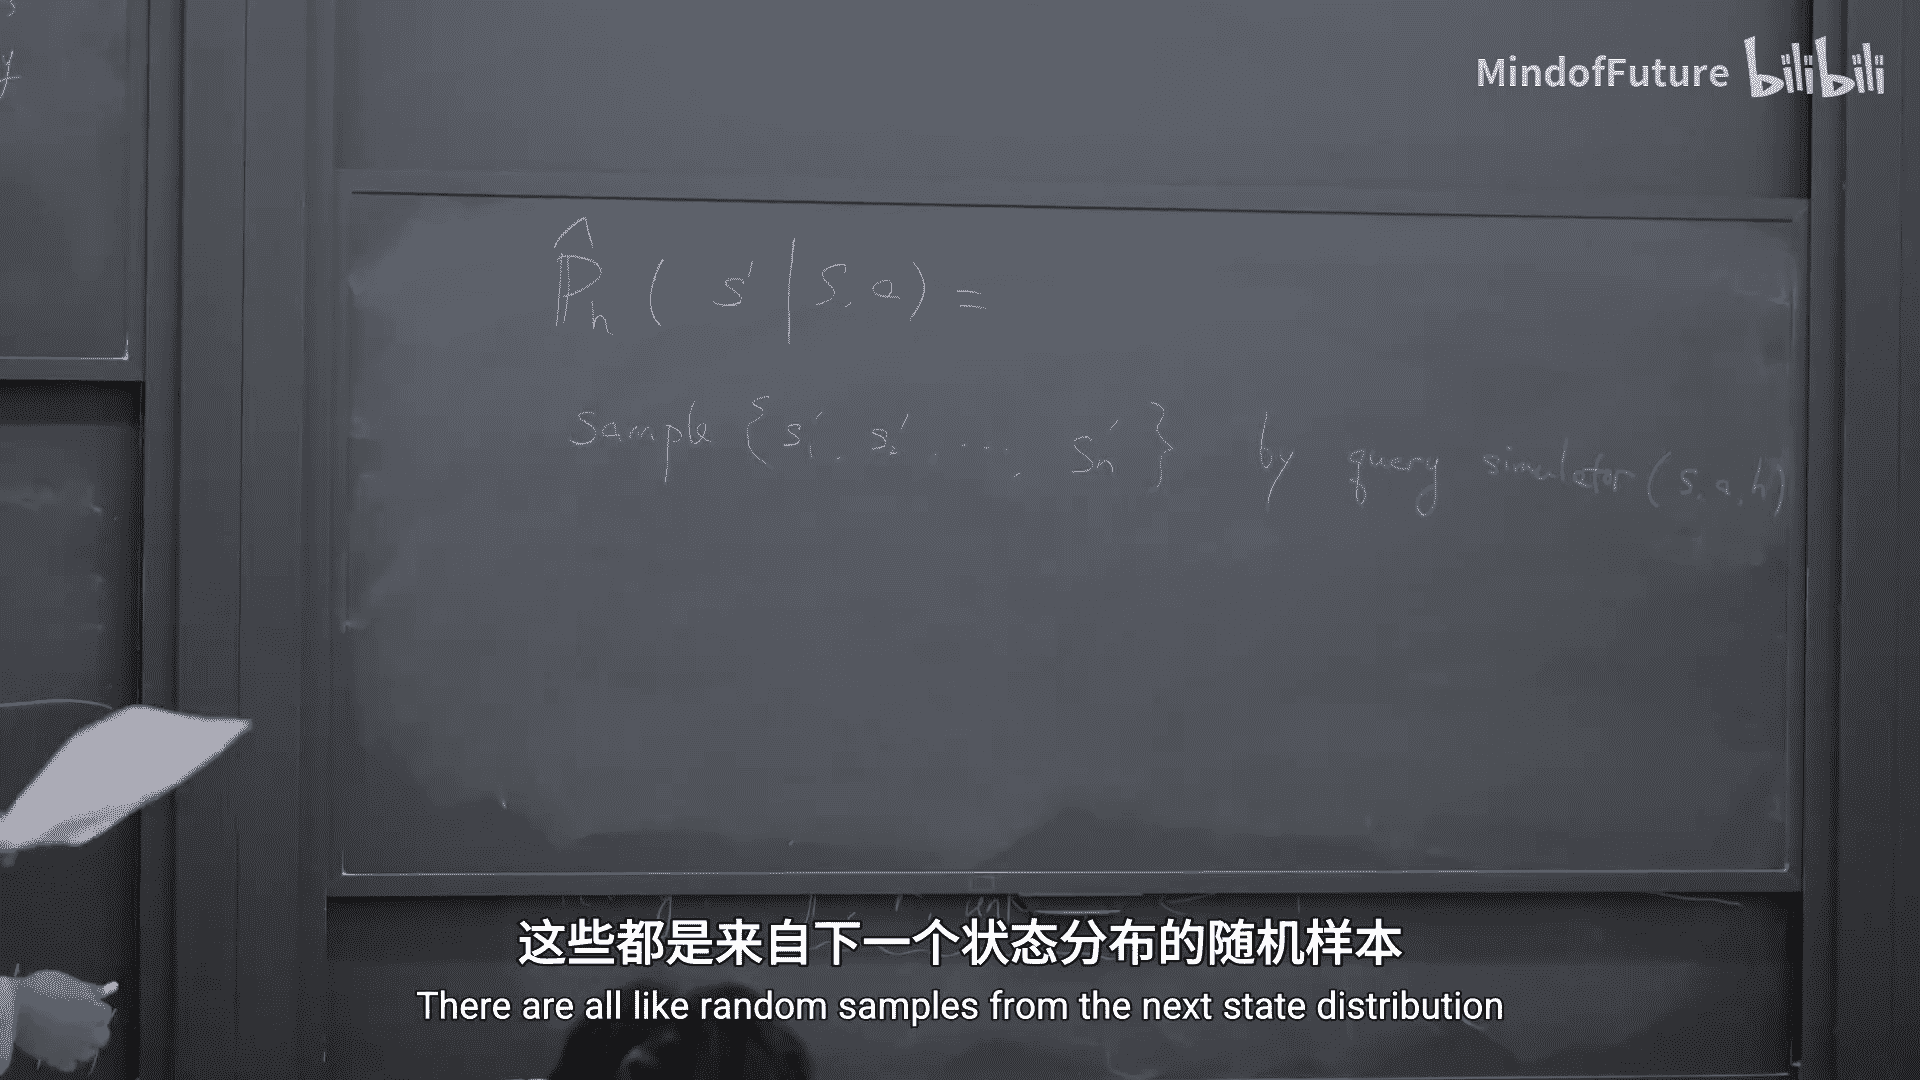 MindofFuture bilibili
y
P̂ₕ ( s' | s, a ) =
Sample { s₁', s₂', ..., sₙ' } by query simulator (s, a, h)
这些都是来自下一个状态分布的随机样本
There are all like random samples from the next state distribution